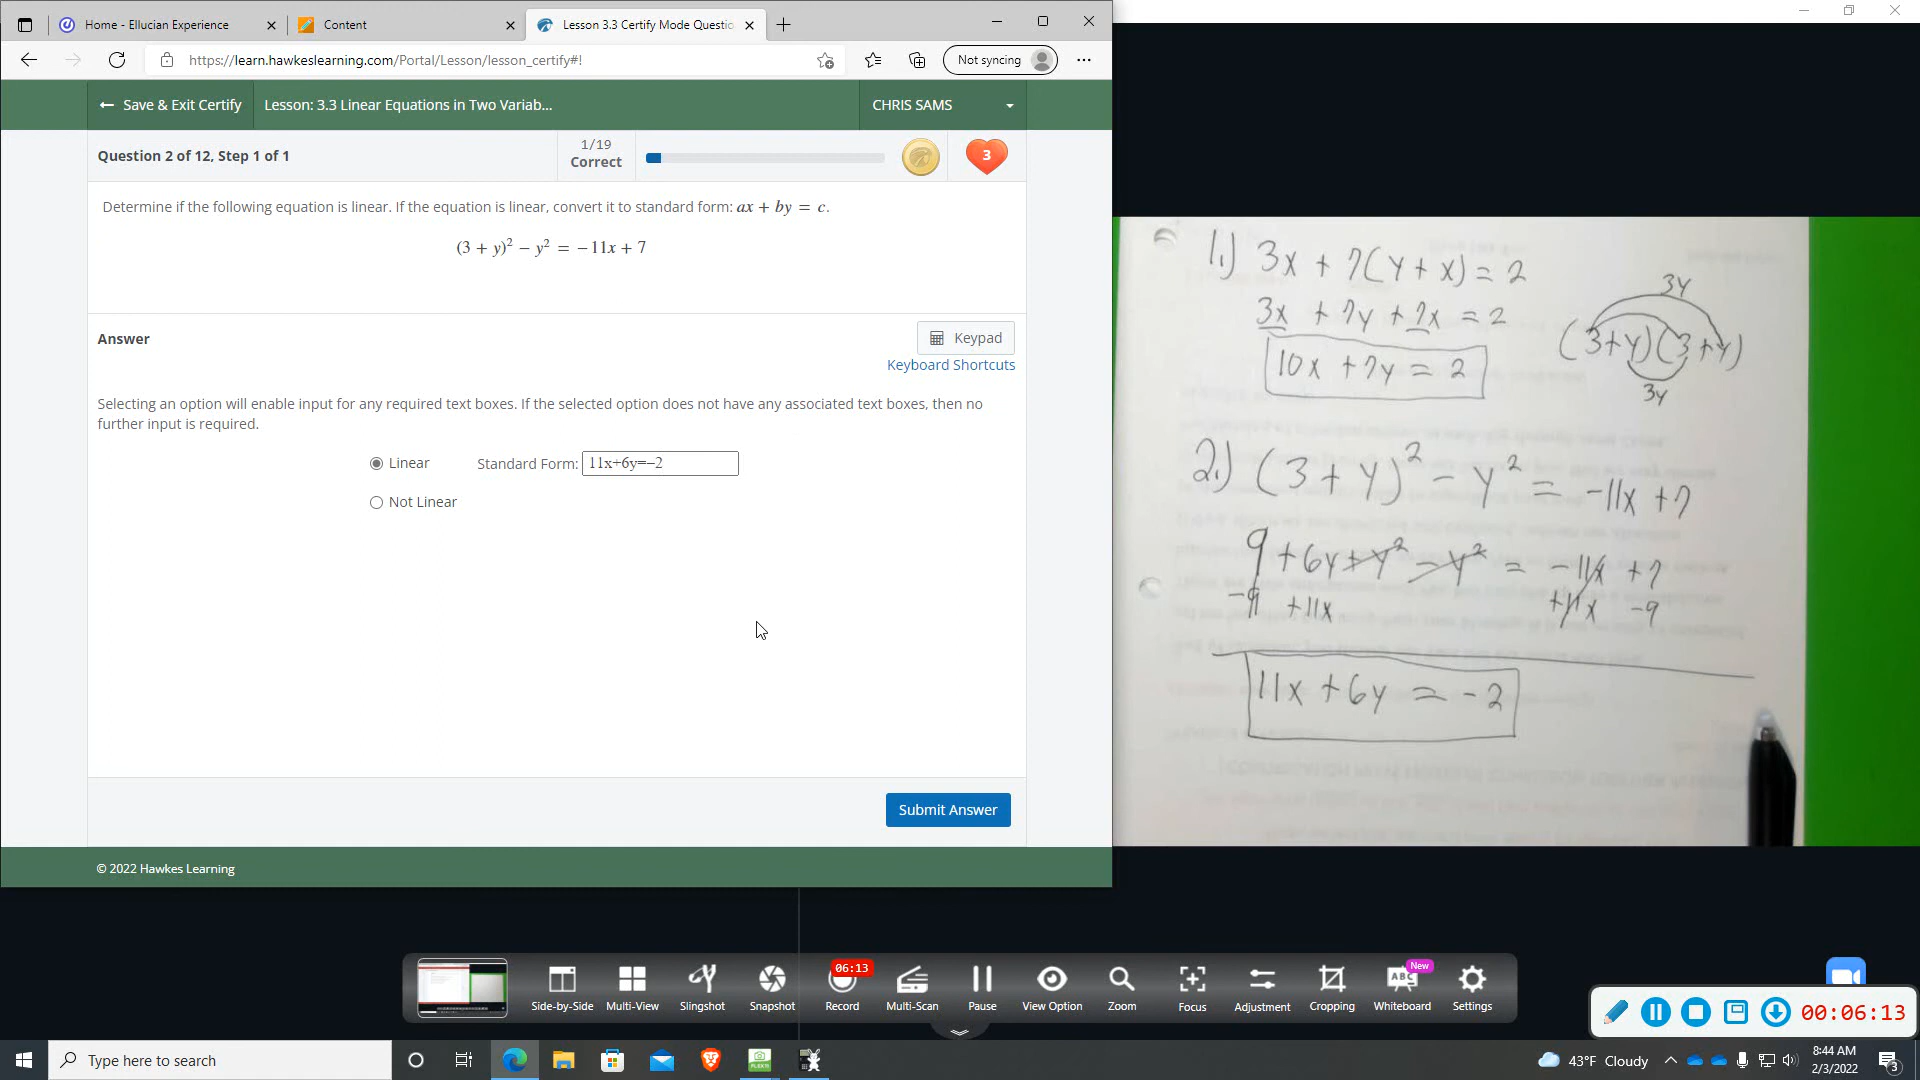 Home - Ellucian Experience
Content
Lesson 3.3 Certify Mode Questio
https://learn.hawkeslearning.com/Portal/Lesson/lesson_certify#!
Not syncing
← Save & Exit Certify
Lesson: 3.3 Linear Equations in Two Variab...
CHRIS SAMS
Question 2 of 12, Step 1 of 1
1/19
Correct
3
Determine if the following equation is linear. If the equation is linear, convert it to standard form: ax + by = c.
(3 + y)² − y² = −11x + 7
Answer
Keypad
Keyboard Shortcuts
Selecting an option will enable input for any required text boxes. If the selected option does not have any associated text boxes, then no
further input is required.
Linear
Standard Form: 11x+6y=−2
Not Linear
Submit Answer
© 2022 Hawkes Learning
1.) 3x + 7(y + x) = 2
3x + 7y + 7x = 2
10x + 7y = 2
3y
(3+y)(3+y)
3y
2.) (3 + y)² − y² = −11x + 7
9 + 6y + y² − y² = −11x + 7
−9 +11x +11x −9
11x + 6y = −2
06:13
New
ABC
Side-by-Side
Multi-View
Slingshot
Snapshot
Record
Multi-Scan
Pause
View Option
Zoom
Focus
Adjustment
Cropping
Whiteboard
Settings
00:06:13
Type here to search
43°F Cloudy
8:44 AM
2/3/2022
3